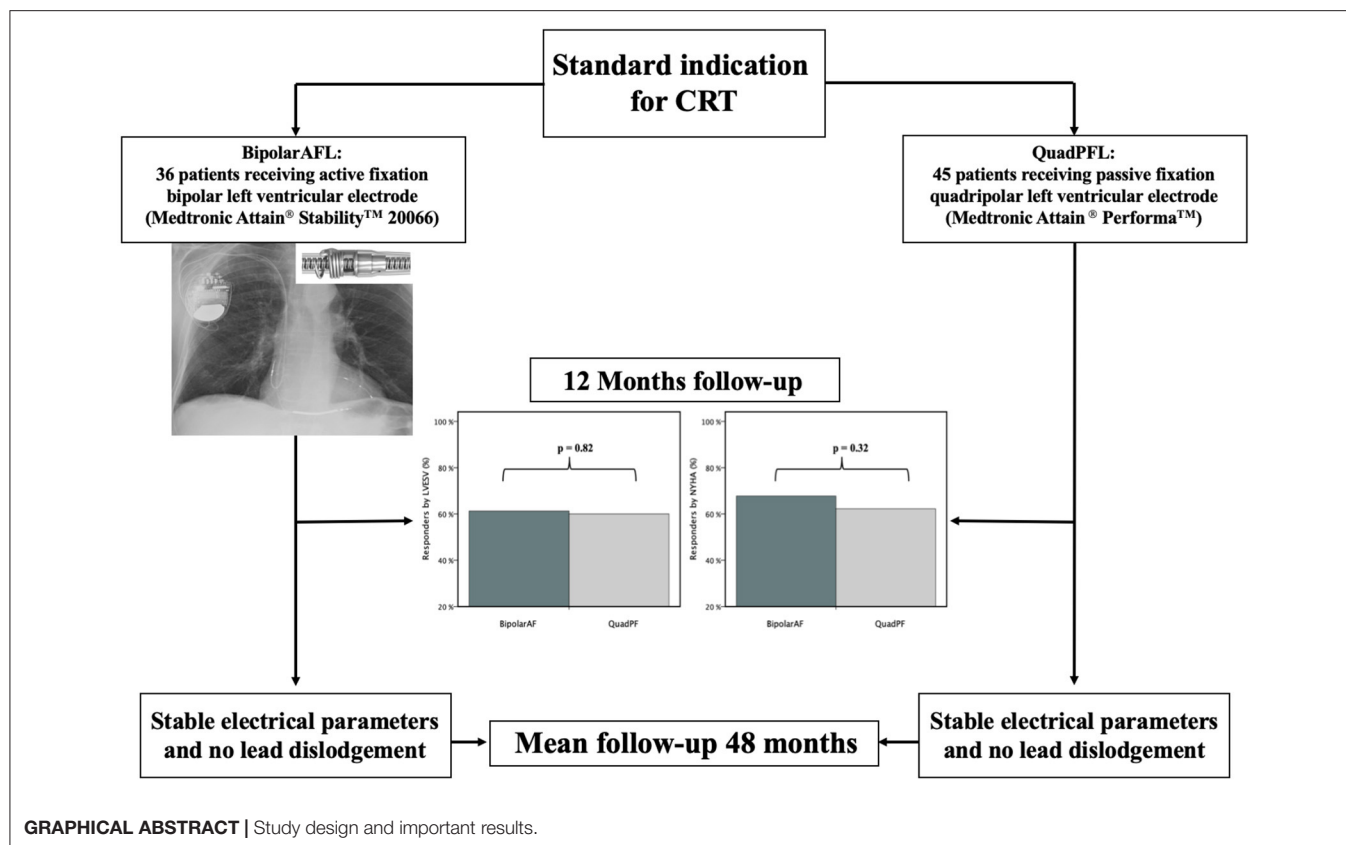 Standard indication
for CRT
BipolarAFL:
36 patients receiving active fixation
bipolar left ventricular electrode
(Medtronic Attain® Stability™ 20066)
QuadPFL:
45 patients receiving passive fixation
quadripolar left ventricular electrode
(Medtronic Attain ® Performa™)
12 Months follow-up
Responders by LVESV (%)
100 %
80 %
60 %
40 %
20 %
p = 0.82
BipolarAF
QuadPF
Responders by NYHA (%)
100 %
80 %
60 %
40 %
20 %
p = 0.32
BipolarAF
QuadPF
Stable electrical parameters
and no lead dislodgement
Mean follow-up 48 months
Stable electrical parameters
and no lead dislodgement
GRAPHICAL ABSTRACT | Study design and important results.